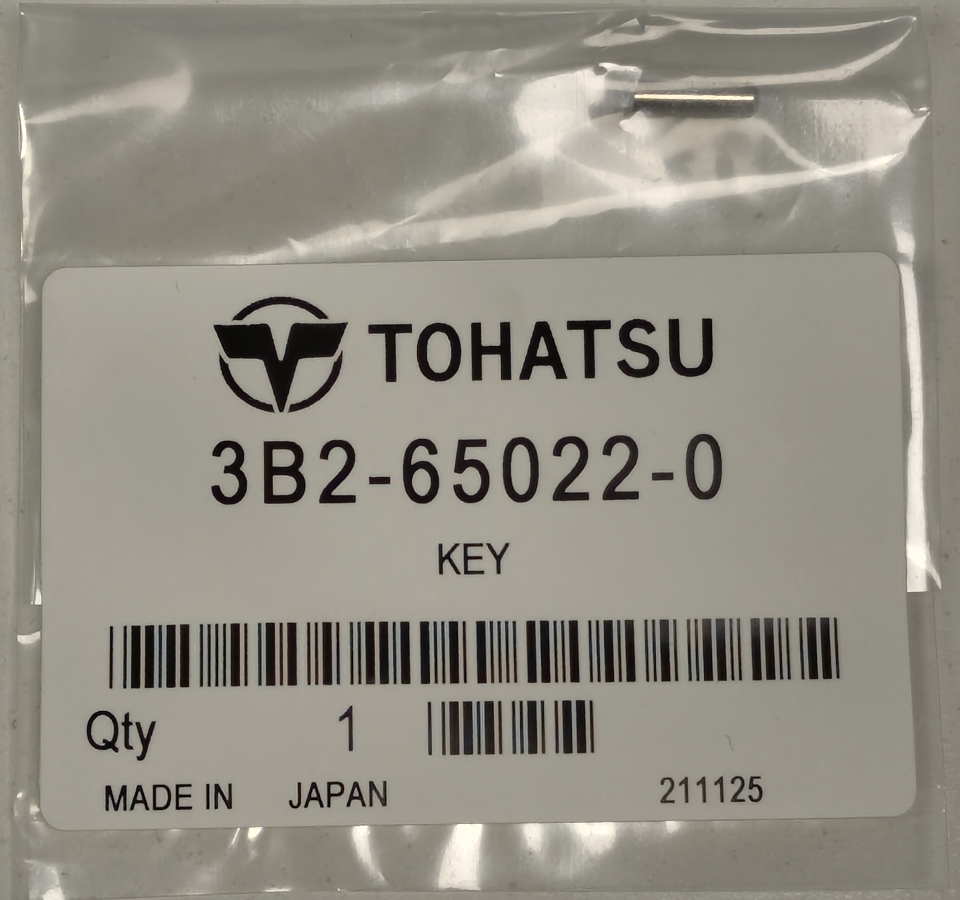 TOHATSU
3B2-65022-0
KEY
Qty 1
MADE IN JAPAN 211125